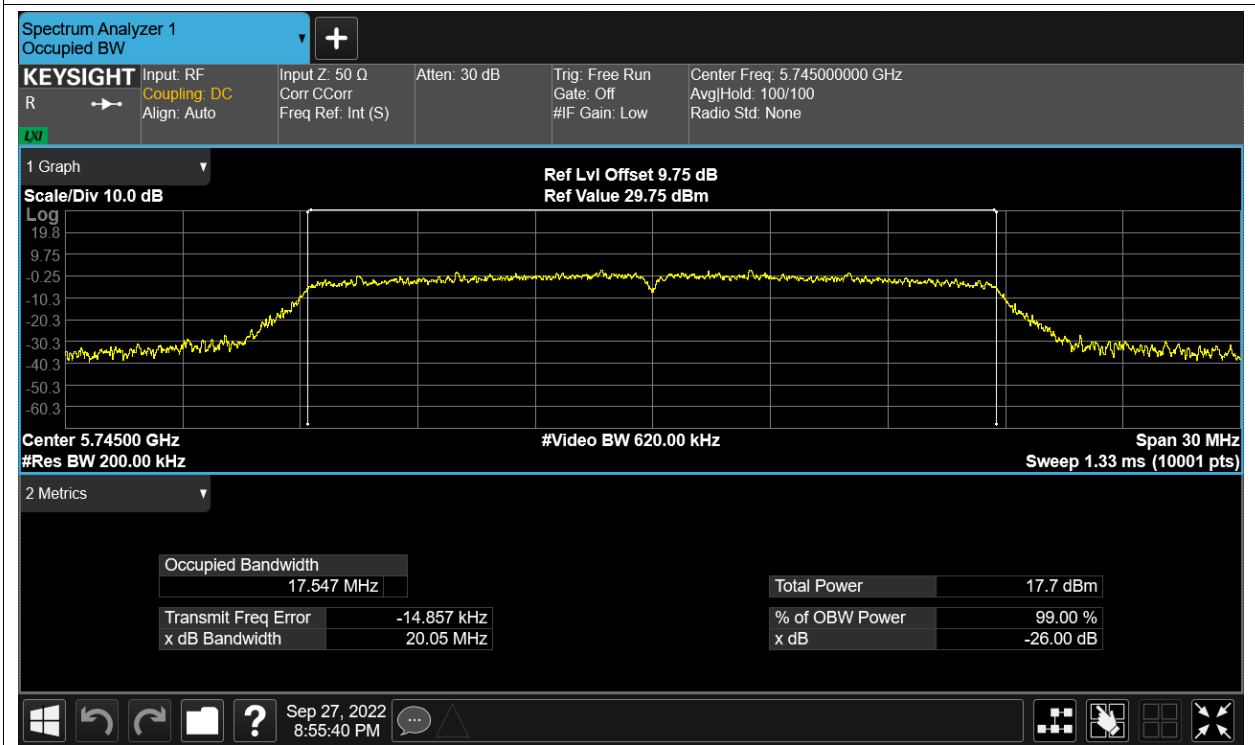 Spectrum Analyzer 1
Occupied BW
KEYSIGHT
R
LXI
Input: RF
Coupling: DC
Align: Auto
Input Z: 50 Ω
Corr CCorr
Freq Ref: Int (S)
Atten: 30 dB
Trig: Free Run
Gate: Off
#IF Gain: Low
Center Freq: 5.745000000 GHz
Avg|Hold: 100/100
Radio Std: None
1 Graph
Scale/Div 10.0 dB
Ref Lvl Offset 9.75 dB
Ref Value 29.75 dBm
Log
19.8
9.75
-0.25
-10.3
-20.3
-30.3
-40.3
-50.3
-60.3
Center 5.74500 GHz
#Video BW 620.00 kHz
Span 30 MHz
#Res BW 200.00 kHz
Sweep 1.33 ms (10001 pts)
2 Metrics
Occupied Bandwidth
17.547 MHz
Total Power 17.7 dBm
Transmit Freq Error -14.857 kHz
% of OBW Power 99.00 %
x dB Bandwidth 20.05 MHz
x dB -26.00 dB
?
Sep 27, 2022
8:55:40 PM